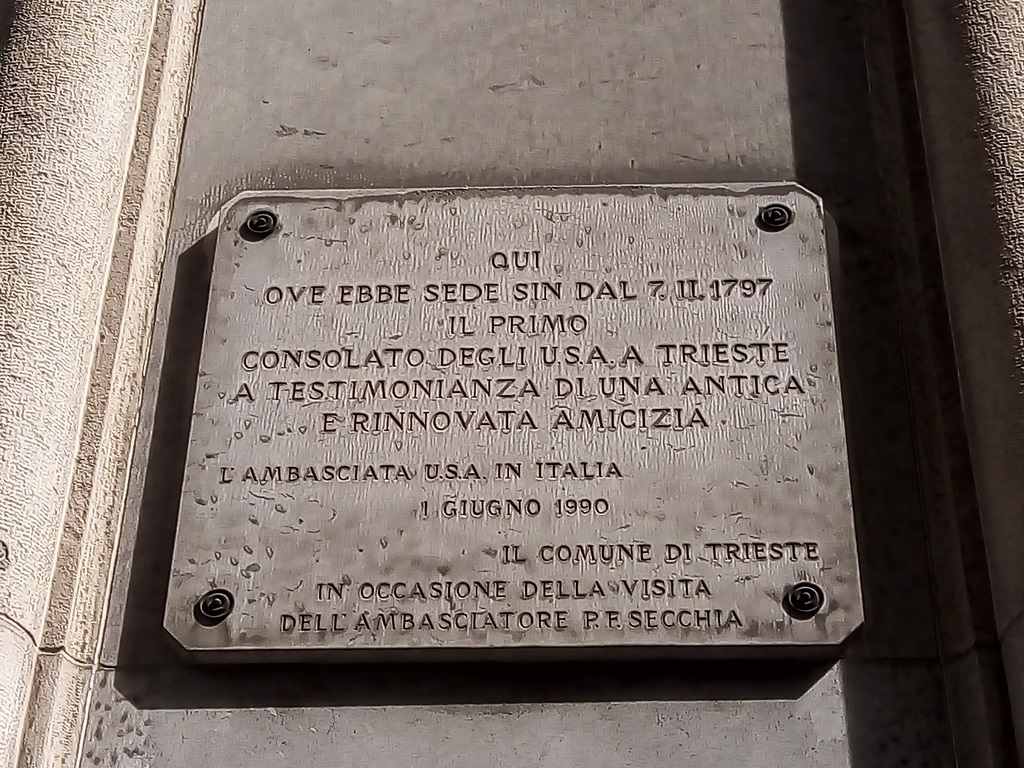 QUI
OVE EBBE SEDE SIN DAL 7. II. 1797
IL PRIMO
CONSOLATO DEGLI U.S.A. A TRIESTE
A TESTIMONIANZA DI UNA ANTICA
E RINNOVATA AMICIZIA
L'AMBASCIATA U.S.A. IN ITALIA
1 GIUGNO 1990
IL COMUNE DI TRIESTE
IN OCCASIONE DELLA VISITA
DELL'AMBASCIATORE P. F. SECCHIA